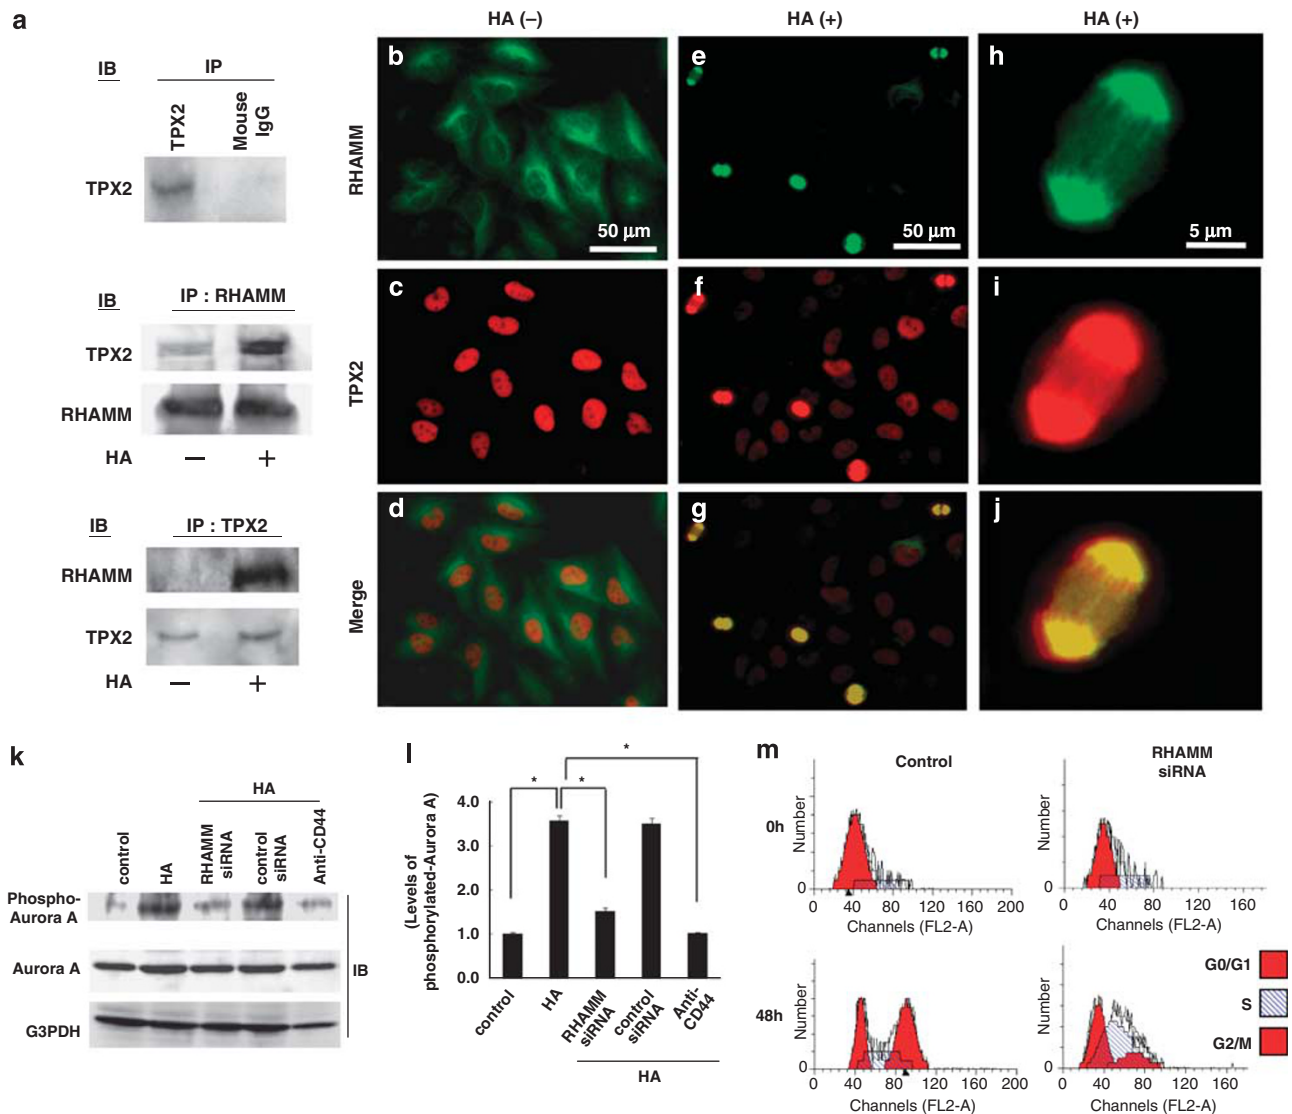 a
IB
IP
TPX2
Mouse
IgG
TPX2
IB
IP : RHAMM
TPX2
RHAMM
HA
–
+
IB
IP : TPX2
RHAMM
TPX2
HA
–
+
HA (–)
HA (+)
HA (+)
RHAMM
b
50 µm
e
50 µm
h
5 µm
TPX2
c
f
i
Merge
d
g
j
k
HA
control
HA
RHAMM
siRNA
control
siRNA
Anti-CD44
Phospho-
Aurora A
Aurora A
G3PDH
IB
l
(Levels of
phosphorylated-Aurora A)
4.0
3.0
2.0
1.0
0.0
*
*
*
control
HA
RHAMM
siRNA
control
siRNA
Anti-
CD44
HA
m
Control
RHAMM
siRNA
0h
Number
0
0 40 80 120 160 200
Channels (FL2-A)
Number
0
0 40 80 120 160
Channels (FL2-A)
48h
Number
0
0 40 80 120 160 200
Channels (FL2-A)
Number
0
0 40 80 120 160
Channels (FL2-A)
G0/G1
S
G2/M